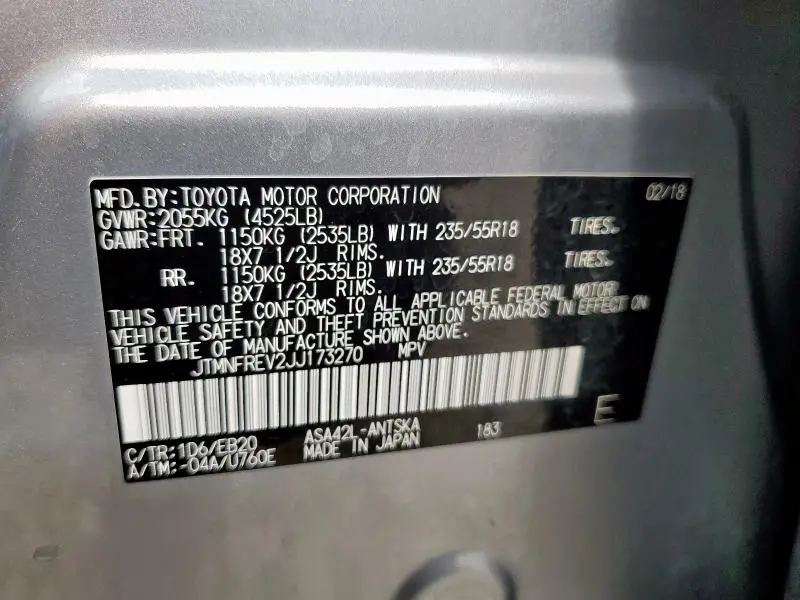 MFD. BY: TOYOTA MOTOR CORPORATION 02/18
GVWR: 2055KG (4525LB)
GAWR: FRT. 1150KG (2535LB) WITH 235/55R18 TIRES.
18X7 1/2J RIMS.
RR. 1150KG (2535LB) WITH 235/55R18 TIRES.
18X7 1/2J RIMS.
THIS VEHICLE CONFORMS TO ALL APPLICABLE FEDERAL MOTOR
VEHICLE SAFETY AND THEFT PREVENTION STANDARDS IN EFFECT ON
THE DATE OF MANUFACTURE SHOWN ABOVE.
JTMNFREV2JJ173270 MPV
E
C/TR: 1D6/EB20 ASA42L-ANTSKA 183
A/TM: -04A/U760E MADE IN JAPAN